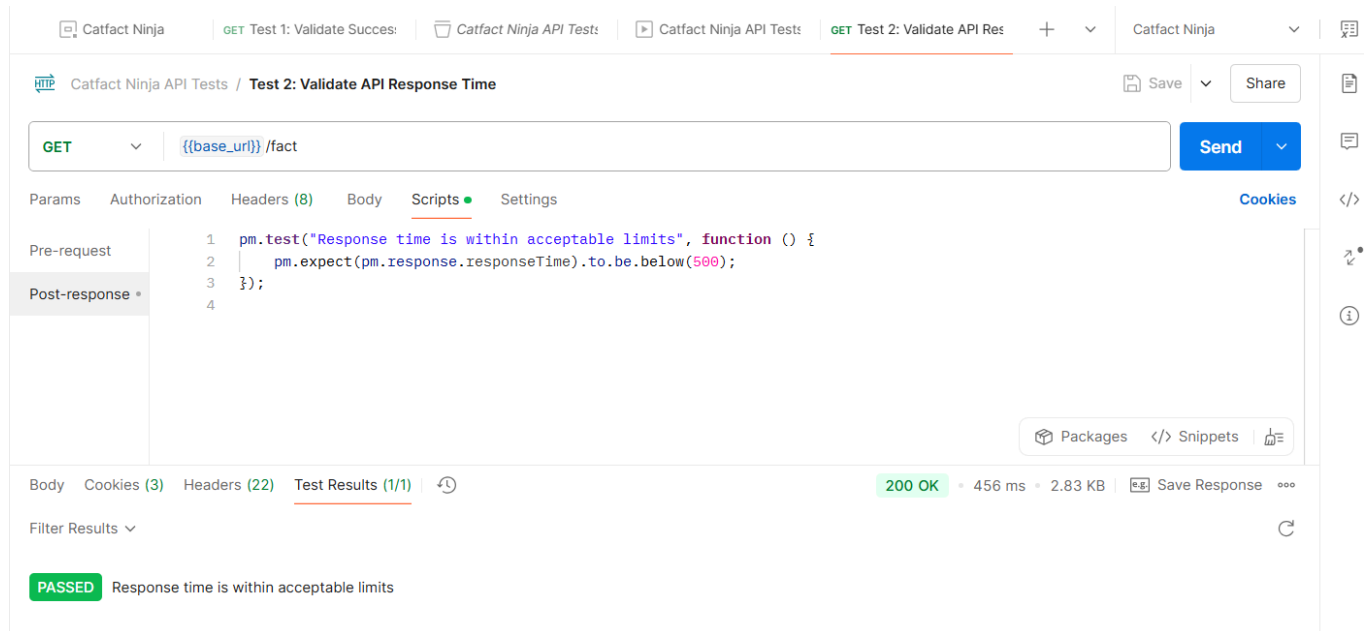 Catfact Ninja GET Test 1: Validate Succes Catfact Ninja API Tests Catfact Ninja API Tests GET Test 2: Validate API Res Catfact Ninja
HTTP Catfact Ninja API Tests / Test 2: Validate API Response Time Save Share
GET {{base_url}} /fact Send
Params Authorization Headers (8) Body Scripts Settings Cookies
Pre-request
Post-response
1 pm.test("Response time is within acceptable limits", function () {
2 pm.expect(pm.response.responseTime).to.be.below(500);
3 });
4
Packages </> Snippets
Body Cookies (3) Headers (22) Test Results (1/1) 200 OK 456 ms 2.83 KB e.g. Save Response
Filter Results
PASSED Response time is within acceptable limits